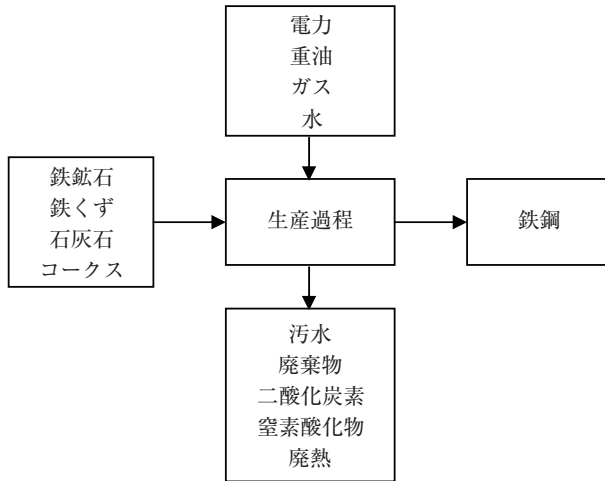 電力
重油
ガス
水
鉄鉱石
鉄くず
石灰石
コークス
生産過程
鉄鋼
汚水
廃棄物
二酸化炭素
窒素酸化物
廃熱